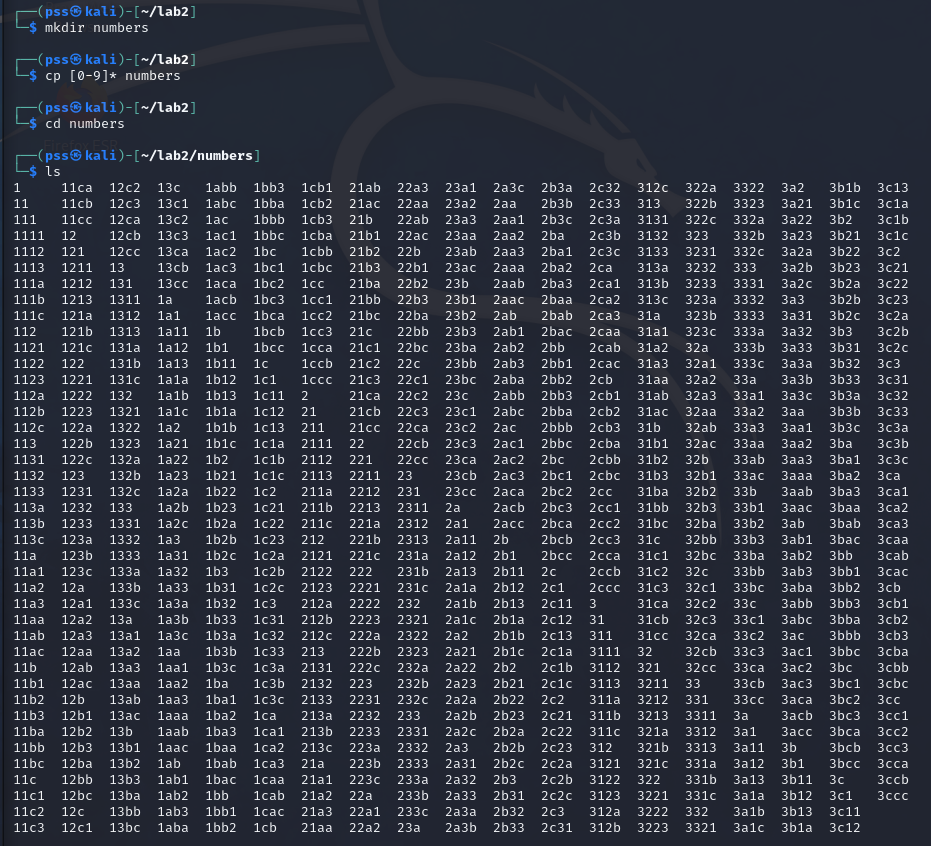 (pss㉿kali)-[~/lab2]
$ mkdir numbers
(pss㉿kali)-[~/lab2]
$ cp [0-9]* numbers
(pss㉿kali)-[~/lab2]
$ cd numbers
(pss㉿kali)-[~/lab2/numbers]
$ ls
1 11ca 12c2 13c 1abb 1bb3 1cb1 21ab 22a3 23a1 2a3c 2b3a 2c32 312c 322a 3322 3a2 3b1b 3c13
11 11cb 12c3 13c1 1abc 1bba 1cb2 21ac 22aa 23a2 2aa 2b3b 2c33 313 322b 3323 3a21 3b1c 3c1a
111 11cc 12ca 13c2 1ac 1bbb 1cb3 21b 22ab 23a3 2aa1 2b3c 2c3a 3131 322c 332a 3a22 3b2 3c1b
1111 12 12cb 13c3 1ac1 1bbc 1cba 21b1 22ac 23aa 2aa2 2ba 2c3b 3132 323 332b 3a23 3b21 3c1c
1112 121 12cc 13ca 1ac2 1bc 1cbb 21b2 22b 23ab 2aa3 2ba1 2c3c 3133 3231 332c 3a2a 3b22 3c2
1113 1211 13 13cb 1ac3 1bc1 1cbc 21b3 22b1 23ac 2aaa 2ba2 2ca 313a 3232 333 3a2b 3b23 3c21
111a 1212 131 13cc 1aca 1bc2 1cc 21ba 22b2 23b 2aab 2ba3 2ca1 313b 3233 3331 3a2c 3b2a 3c22
111b 1213 1311 1a 1acb 1bc3 1cc1 21bb 22b3 23b1 2aac 2baa 2ca2 313c 323a 3332 3a3 3b2b 3c23
111c 121a 1312 1a1 1acc 1bca 1cc2 21bc 22ba 23b2 2ab 2bab 2ca3 31a 323b 3333 3a31 3b2c 3c2a
112 121b 1313 1a11 1b 1bcb 1cc3 21c 22bb 23b3 2ab1 2bac 2caa 31a1 323c 333a 3a32 3b3 3c2b
1121 121c 131a 1a12 1b1 1bcc 1cca 21c1 22bc 23ba 2ab2 2bb 2cab 31a2 32a 333b 3a33 3b31 3c2c
1122 122 131b 1a13 1b11 1c 1ccb 21c2 22c 23bb 2ab3 2bb1 2cac 31a3 32a1 333c 3a3a 3b32 3c3
1123 1221 131c 1a1a 1b12 1c1 1ccc 21c3 22c1 23bc 2aba 2bb2 2cb 31aa 32a2 33a 3a3b 3b33 3c31
112a 1222 132 1a1b 1b13 1c11 2 21ca 22c2 23c 2abb 2bb3 2cb1 31ab 32a3 33a1 3a3c 3b3a 3c32
112b 1223 1321 1a1c 1b1a 1c12 21 21cb 22c3 23c1 2abc 2bba 2cb2 31ac 32aa 33a2 3aa 3b3b 3c33
112c 122a 1322 1a2 1b1b 1c13 211 21cc 22ca 23c2 2ac 2bbb 2cb3 31b 32ab 33a3 3aa1 3b3c 3c3a
113 122b 1323 1a21 1b1c 1c1a 2111 22 22cb 23c3 2ac1 2bbc 2cba 31b1 32ac 33aa 3aa2 3ba 3c3b
1131 122c 132a 1a22 1b2 1c1b 2112 221 22cc 23ca 2ac2 2bc 2cbb 31b2 32b 33ab 3aa3 3ba1 3c3c
1132 123 132b 1a23 1b21 1c1c 2113 2211 23 23cb 2ac3 2bc1 2cbc 31b3 32b1 33ac 3aaa 3ba2 3ca
1133 1231 132c 1a2a 1b22 1c2 211a 2212 231 23cc 2aca 2bc2 2cc 31ba 32b2 33b 3aab 3ba3 3ca1
113a 1232 133 1a2b 1b23 1c21 211b 2213 2311 2a 2acb 2bc3 2cc1 31bb 32b3 33b1 3aac 3baa 3ca2
113b 1233 1331 1a2c 1b2a 1c22 211c 221a 2312 2a1 2acc 2bca 2cc2 31bc 32ba 33b2 3ab 3bab 3ca3
113c 123a 1332 1a3 1b2b 1c23 212 221b 2313 2a11 2b 2bcb 2cc3 31c 32bb 33b3 3ab1 3bac 3caa
11a 123b 1333 1a31 1b2c 1c2a 2121 221c 231a 2a12 2b1 2bcc 2cca 31c1 32bc 33ba 3ab2 3bb 3cab
11a1 123c 133a 1a32 1b3 1c2b 2122 222 231b 2a13 2b11 2c 2ccb 31c2 32c 33bb 3ab3 3bb1 3cac
11a2 12a 133b 1a33 1b31 1c2c 2123 2221 231c 2a1a 2b12 2c1 2ccc 31c3 32c1 33bc 3aba 3bb2 3cb
11a3 12a1 133c 1a3a 1b32 1c3 212a 2222 232 2a1b 2b13 2c11 3 31ca 32c2 33c 3abb 3bb3 3cb1
11aa 12a2 13a 1a3b 1b33 1c31 212b 2223 2321 2a1c 2b1a 2c12 31 31cb 32c3 33c1 3abc 3bba 3cb2
11ab 12a3 13a1 1a3c 1b3a 1c32 212c 222a 2322 2a2 2b1b 2c13 311 31cc 32ca 33c2 3ac 3bbb 3cb3
11ac 12aa 13a2 1aa 1b3b 1c33 213 222b 2323 2a21 2b1c 2c1a 3111 32 32cb 33c3 3ac1 3bbc 3cba
11b 12ab 13a3 1aa1 1b3c 1c3a 2131 222c 232a 2a22 2b2 2c1b 3112 321 32cc 33ca 3ac2 3bc 3cbb
11b1 12ac 13aa 1aa2 1ba 1c3b 2132 223 232b 2a23 2b21 2c1c 3113 3211 33 33cb 3ac3 3bc1 3cbc
11b2 12b 13ab 1aa3 1ba1 1c3c 2133 2231 232c 2a2a 2b22 2c2 311a 3212 331 33cc 3aca 3bc2 3cc
11b3 12b1 13ac 1aaa 1ba2 1ca 213a 2232 233 2a2b 2b23 2c21 311b 3213 3311 3a 3acb 3bc3 3cc1
11ba 12b2 13b 1aab 1ba3 1ca1 213b 2233 2331 2a2c 2b2a 2c22 311c 321a 3312 3a1 3acc 3bca 3cc2
11bb 12b3 13b1 1aac 1baa 1ca2 213c 223a 2332 2a3 2b2b 2c23 312 321b 3313 3a11 3b 3bcb 3cc3
11bc 12ba 13b2 1ab 1bab 1ca3 21a 223b 2333 2a31 2b2c 2c2a 3121 321c 331a 3a12 3b1 3bcc 3cca
11c 12bb 13b3 1ab1 1bac 1caa 21a1 223c 233a 2a32 2b3 2c2b 3122 322 331b 3a13 3b11 3c 3ccb
11c1 12bc 13ba 1ab2 1bb 1cab 21a2 22a 233b 2a33 2b31 2c2c 3123 3221 331c 3a1a 3b12 3c1 3ccc
11c2 12c 13bb 1ab3 1bb1 1cac 21a3 22a1 233c 2a3a 2b32 2c3 312a 3222 332 3a1b 3b13 3c11
11c3 12c1 13bc 1aba 1bb2 1cb 21aa 22a2 23a 2a3b 2b33 2c31 312b 3223 3321 3a1c 3b1a 3c12